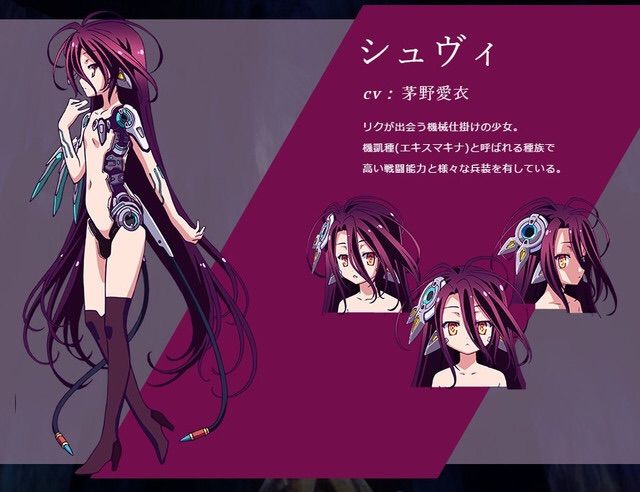 シュヴィ
cv : 茅野愛衣
リクが出会う機械仕掛けの少女。
機凱種(エキスマキナ)と呼ばれる種族で
高い戦闘能力と様々な兵装を有している。